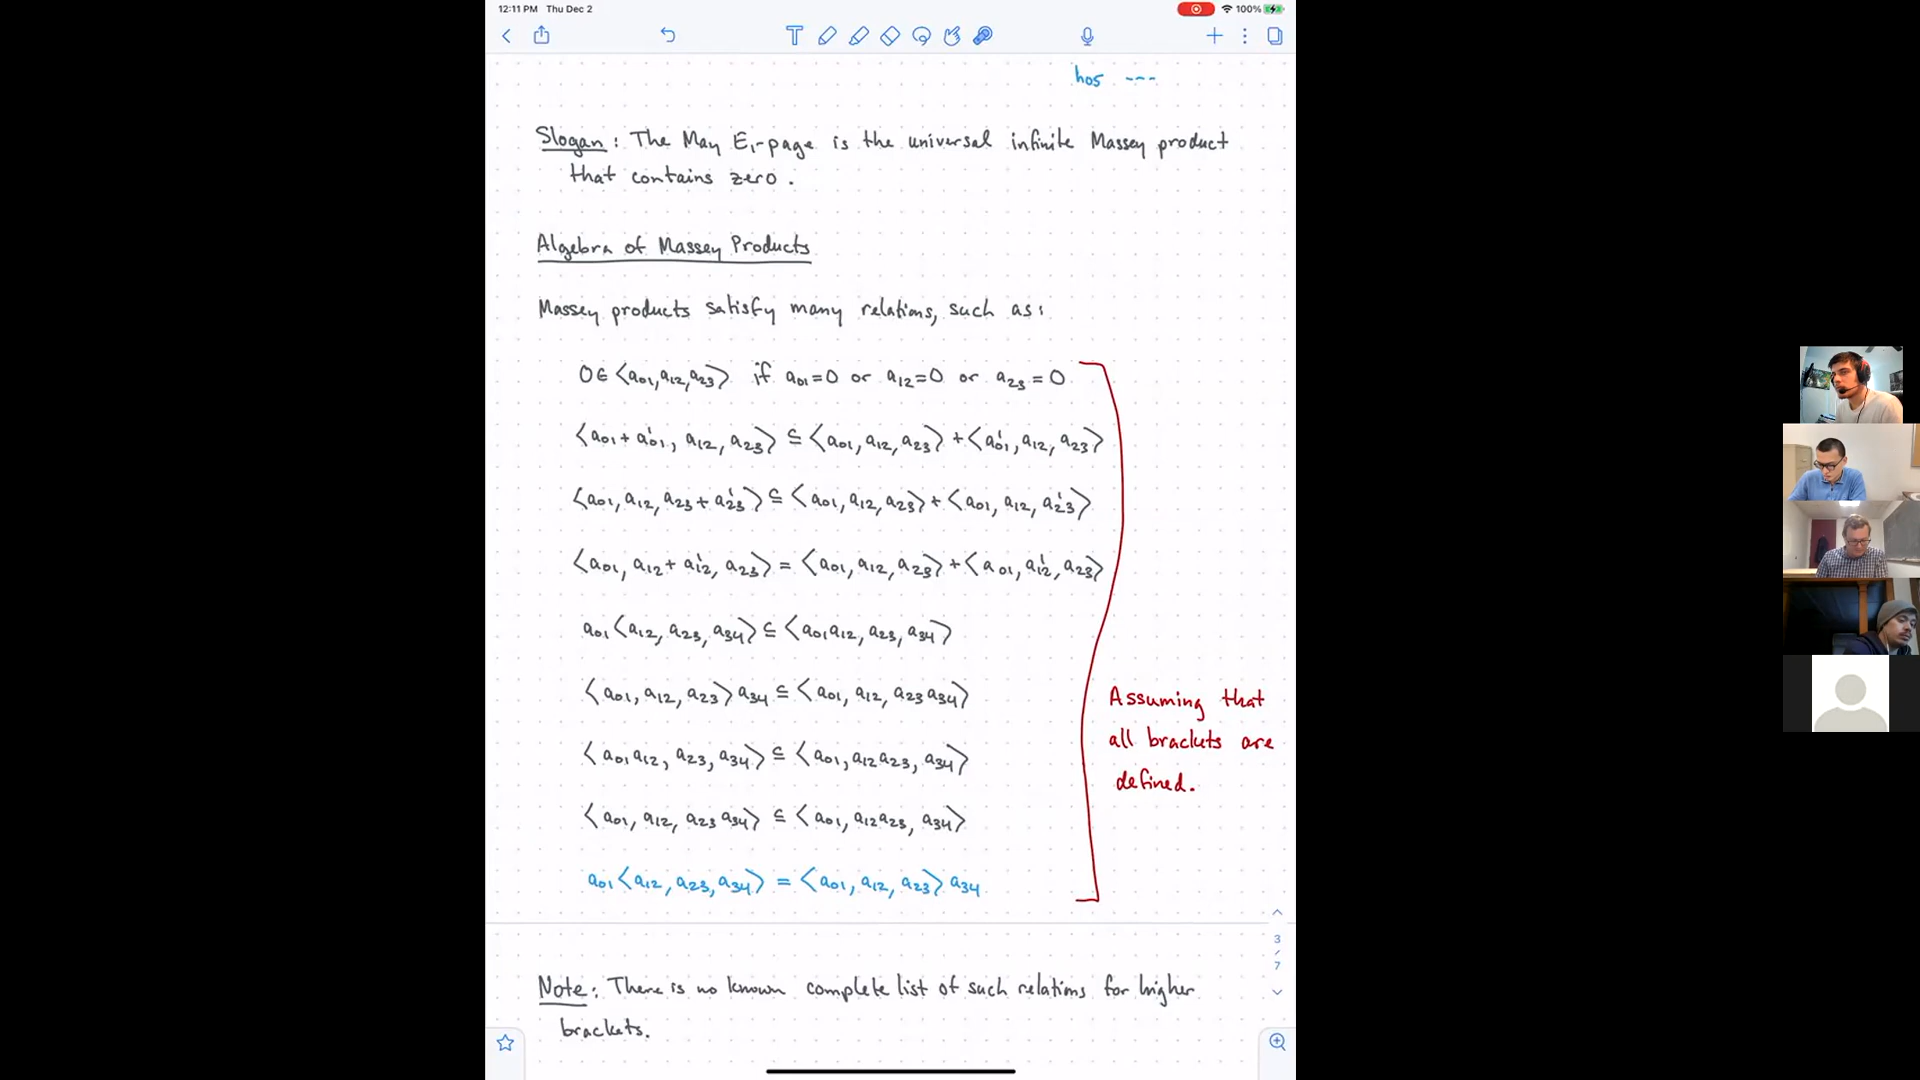 12:11 PM Thu Dec 2
100%
h05 ---
Slogan: The May E₁-page is the universal infinite Massey product
that contains zero.
Algebra of Massey Products
Massey products satisfy many relations, such as:
0 ∈ ⟨a₀₁, a₁₂, a₂₃⟩ if a₀₁=0 or a₁₂=0 or a₂₃=0
⟨a₀₁ + a'₀₁, a₁₂, a₂₃⟩ ⊆ ⟨a₀₁, a₁₂, a₂₃⟩ + ⟨a'₀₁, a₁₂, a₂₃⟩
⟨a₀₁, a₁₂, a₂₃ + a'₂₃⟩ ⊆ ⟨a₀₁, a₁₂, a₂₃⟩ + ⟨a₀₁, a₁₂, a'₂₃⟩
⟨a₀₁, a₁₂ + a'₁₂, a₂₃⟩ = ⟨a₀₁, a₁₂, a₂₃⟩ + ⟨a₀₁, a'₁₂, a₂₃⟩
a₀₁⟨a₁₂, a₂₃, a₃₄⟩ ⊆ ⟨a₀₁a₁₂, a₂₃, a₃₄⟩
⟨a₀₁, a₁₂, a₂₃⟩a₃₄ ⊆ ⟨a₀₁, a₁₂, a₂₃a₃₄⟩
⟨a₀₁a₁₂, a₂₃, a₃₄⟩ ⊆ ⟨a₀₁, a₁₂a₂₃, a₃₄⟩
⟨a₀₁, a₁₂, a₂₃a₃₄⟩ ⊆ ⟨a₀₁, a₁₂a₂₃, a₃₄⟩
a₀₁⟨a₁₂, a₂₃, a₃₄⟩ = ⟨a₀₁, a₁₂, a₂₃⟩a₃₄
Assuming that
all brackets are
defined.
3
/
7
Note: There is no known complete list of such relations for higher
brackets.